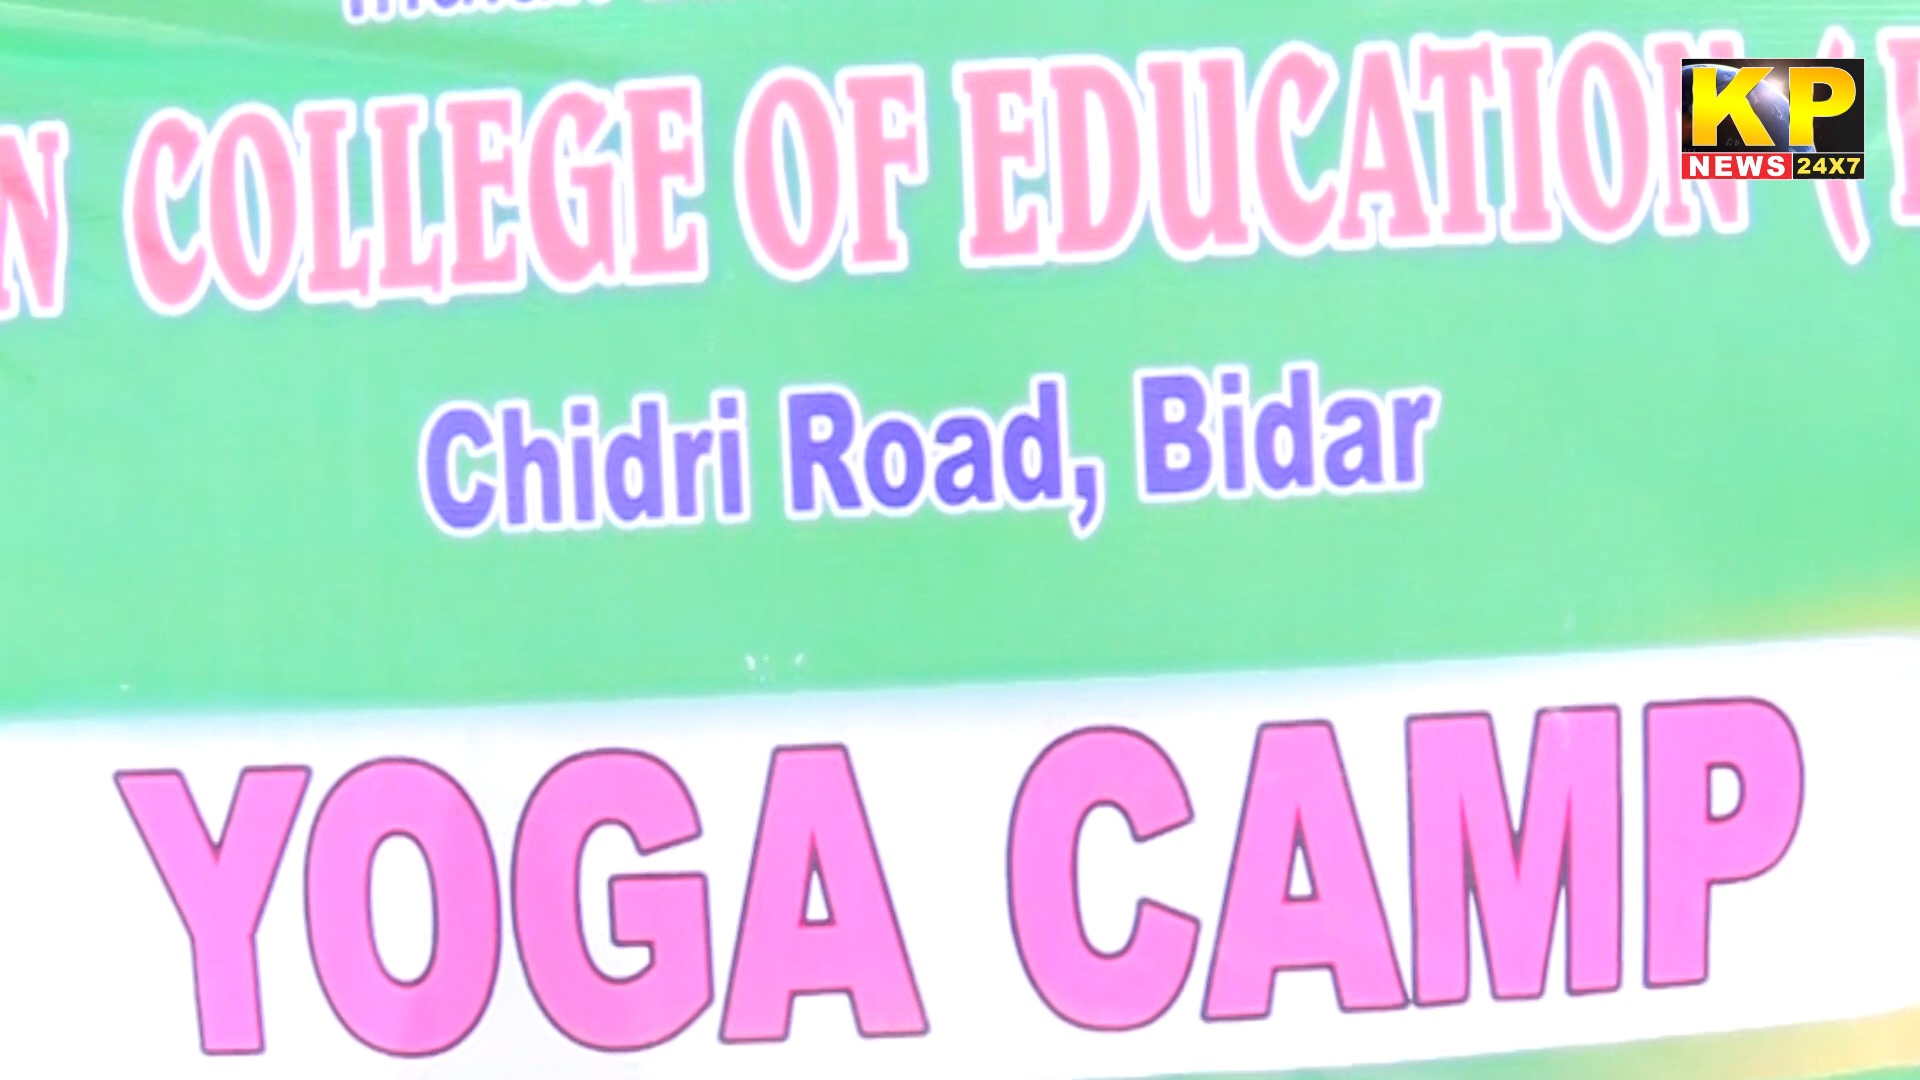 COLLEGE OF EDUCATION (
Chidri Road, Bidar
YOGA CAMP
KP
NEWS 24X7